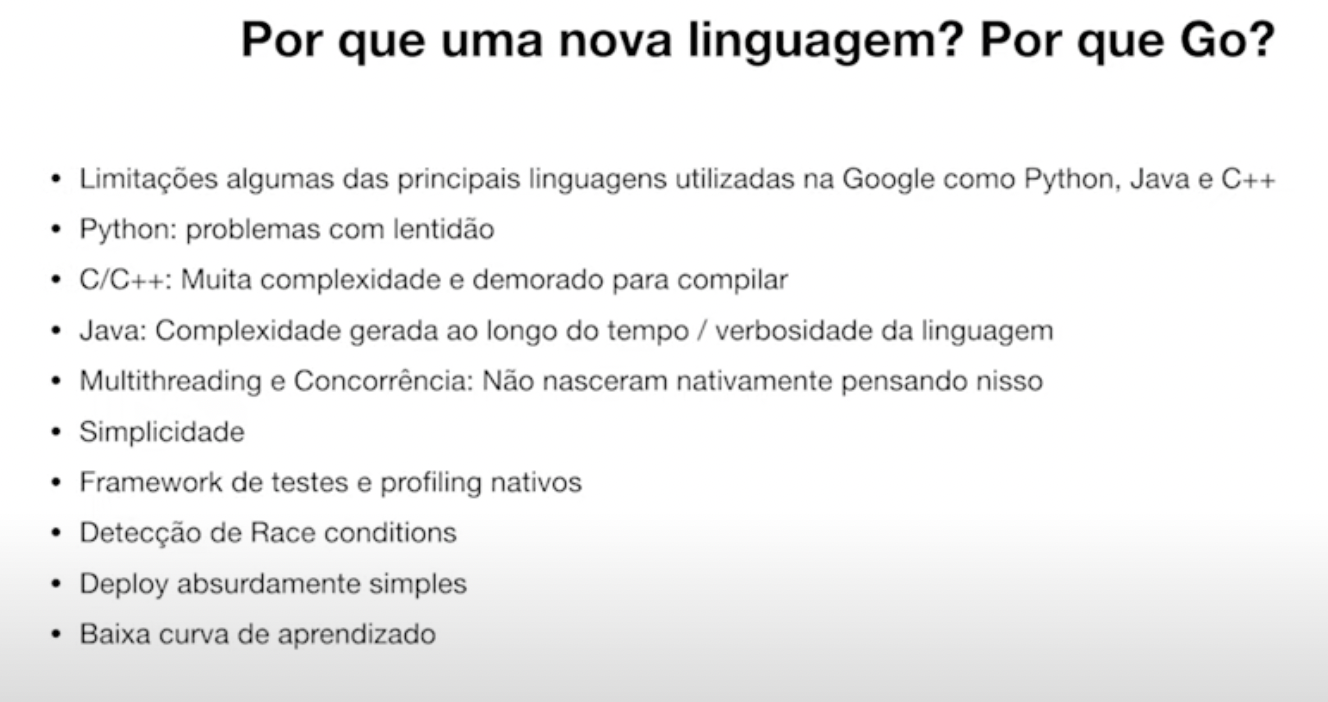 Por que uma nova linguagem? Por que Go?
• Limitações algumas das principais linguagens utilizadas na Google como Python, Java e C++
• Python: problemas com lentidão
• C/C++: Muita complexidade e demorado para compilar
• Java: Complexidade gerada ao longo do tempo / verbosidade da linguagem
• Multithreading e Concorrência: Não nasceram nativamente pensando nisso
• Simplicidade
• Framework de testes e profiling nativos
• Detecção de Race conditions
• Deploy absurdamente simples
• Baixa curva de aprendizado